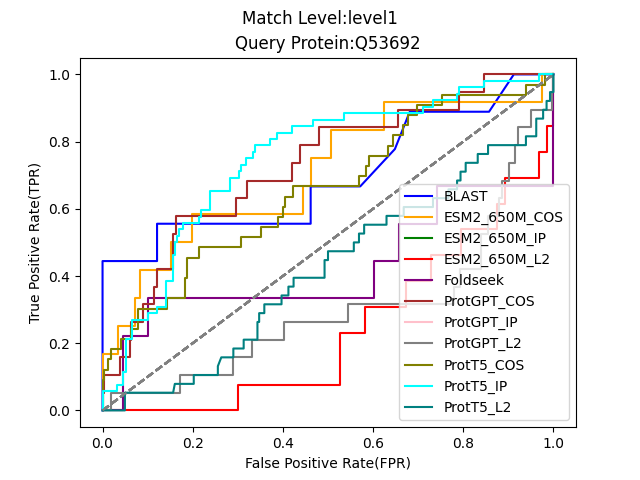 Match Level:level1
Query Protein:Q53692
True Positive Rate(TPR)
1.0
0.8
0.6
0.4
0.2
0.0
BLAST
ESM2_650M_COS
ESM2_650M_IP
ESM2_650M_L2
Foldseek
ProtGPT_COS
ProtGPT_IP
ProtGPT_L2
ProtT5_COS
ProtT5_IP
ProtT5_L2
0.0 0.2 0.4 0.6 0.8 1.0
False Positive Rate(FPR)